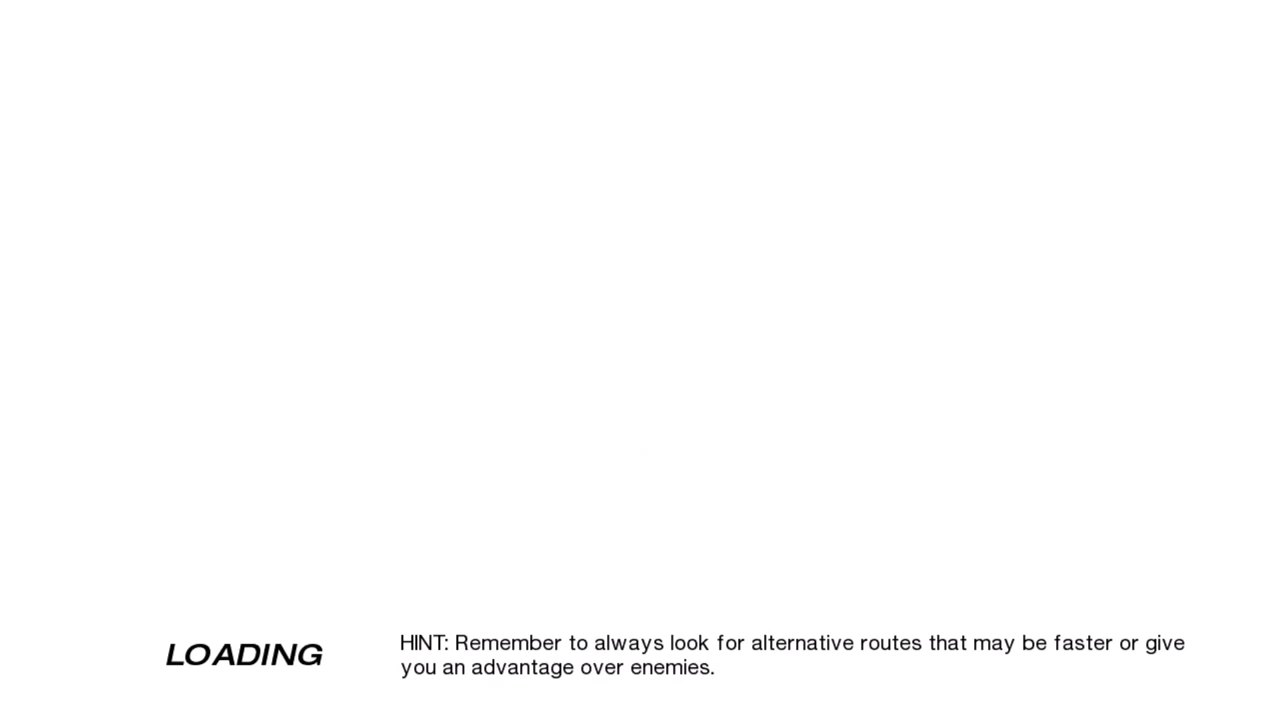 LOADING
HINT: Remember to always look for alternative routes that may be faster or give
you an advantage over enemies.